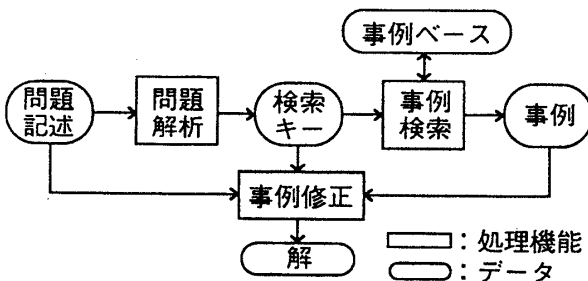 事例ベース
問題
記述
問題
解析
検索
キー
事例
検索
事例
事例修正
解
：処理機能
：データ